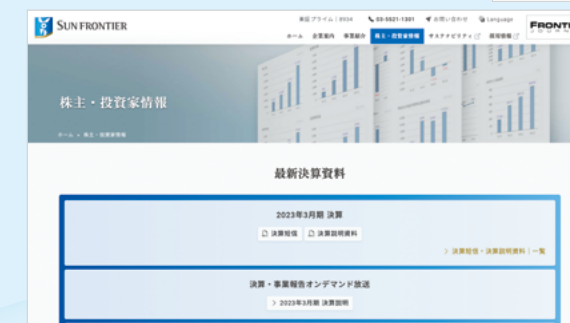 SUN FRONTIER
東証プライム | 8934 03-5521-1301 お問い合わせ Language
ホーム 企業案内 事業紹介 株主・投資家情報 サステナビリティ 採用情報
FRONTI
株主・投資家情報
ホーム 株主・投資家情報
最新決算資料
2023年3月期 決算
決算短信 決算説明資料
> 決算短信・決算説明資料 | 一覧
決算・事業報告オンデマンド放送
> 2023年3月期 決算説明